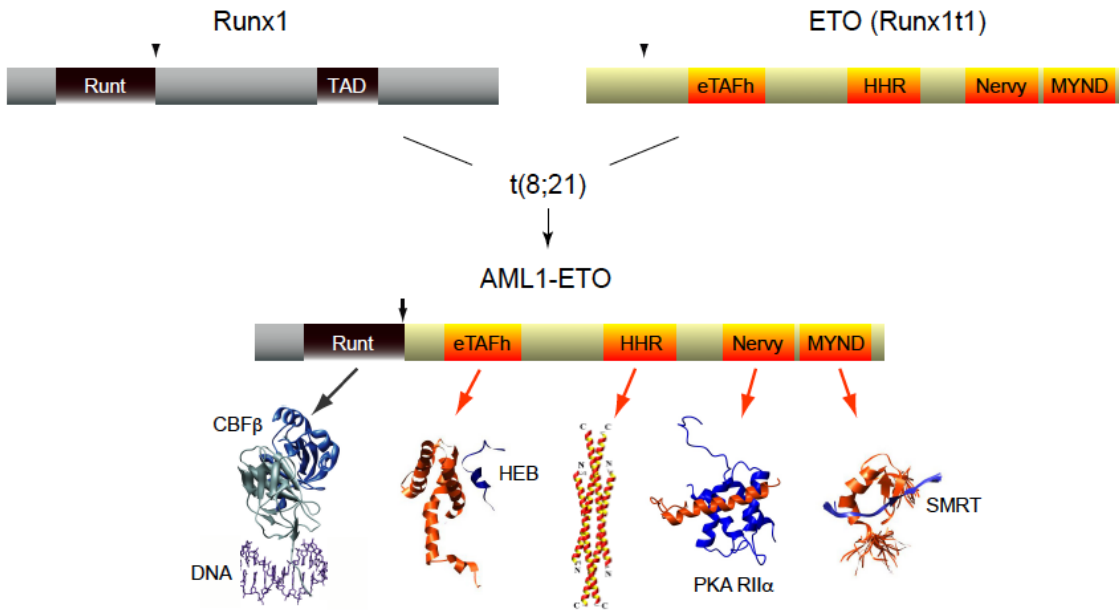 Runx1
ETO (Runx1t1)
Runt
TAD
eTAFh
HHR
Nervy
MYND
t(8;21)
AML1-ETO
Runt
eTAFh
HHR
Nervy
MYND
CBFβ
DNA
HEB
C
C
N
N
N
N
C
C
PKA RIIα
SMRT